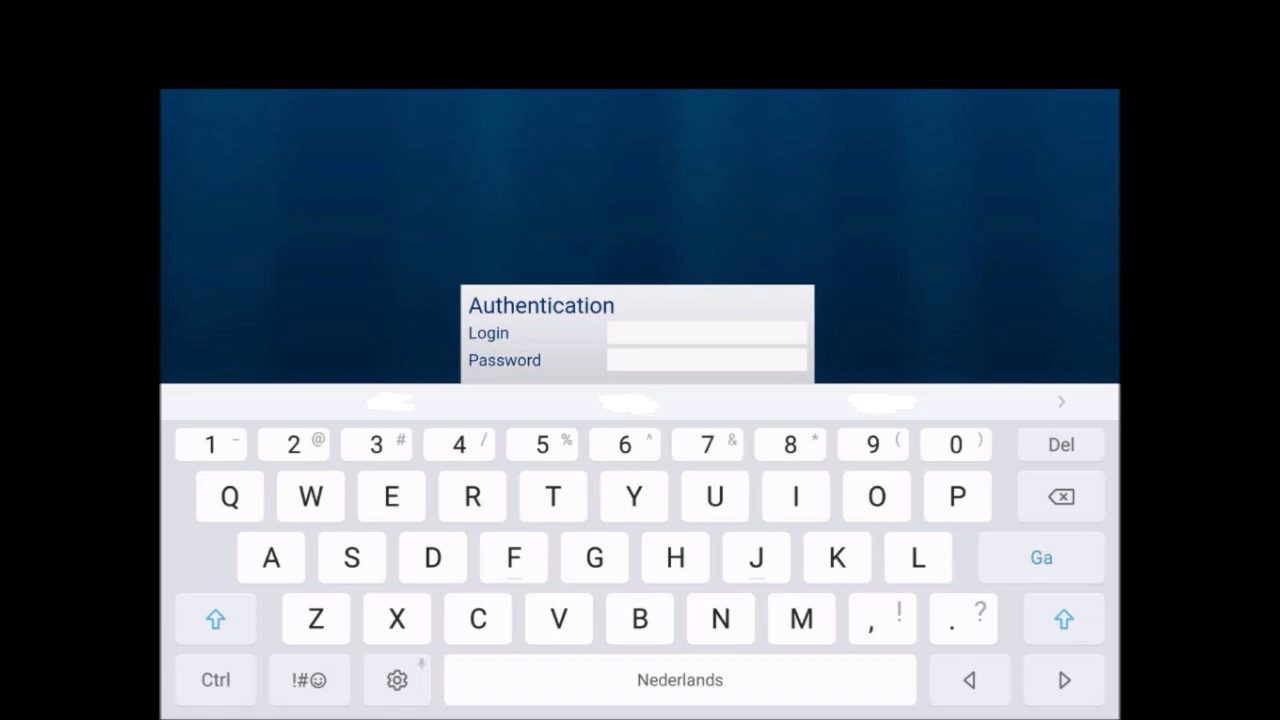 Authentication
Login
Password
1 - 2 @ 3 # 4 / 5 % 6 ^ 7 & 8 * 9 ( 0 ) Del
Q W E R T Y U I O P
A S D F G H J K L Ga
Z X C V B N M , ! . ?
Ctrl !#☺ Nederlands